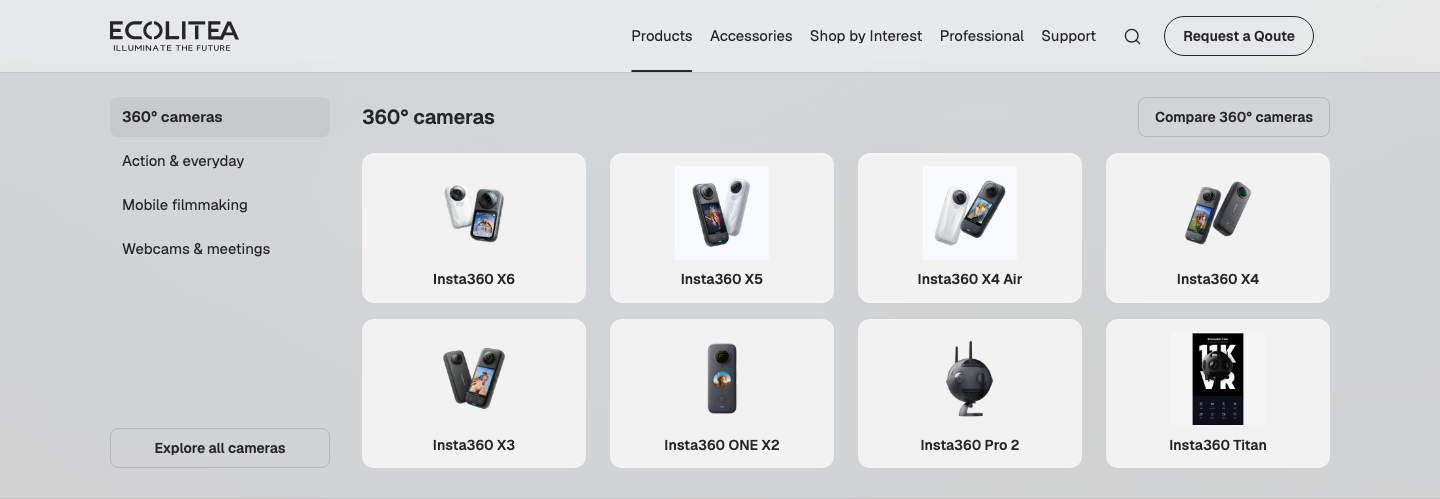 ECOLITEA
ILLUMINATE THE FUTURE
Products
Accessories
Shop by Interest
Professional
Support
Request a Qoute
360° cameras
Action & everyday
Mobile filmmaking
Webcams & meetings
Explore all cameras
360° cameras
Compare 360° cameras
Insta360 X6
Insta360 X5
Insta360 X4 Air
Insta360 X4
Insta360 X3
Insta360 ONE X2
Insta360 Pro 2
11K
VR
Insta360 Titan